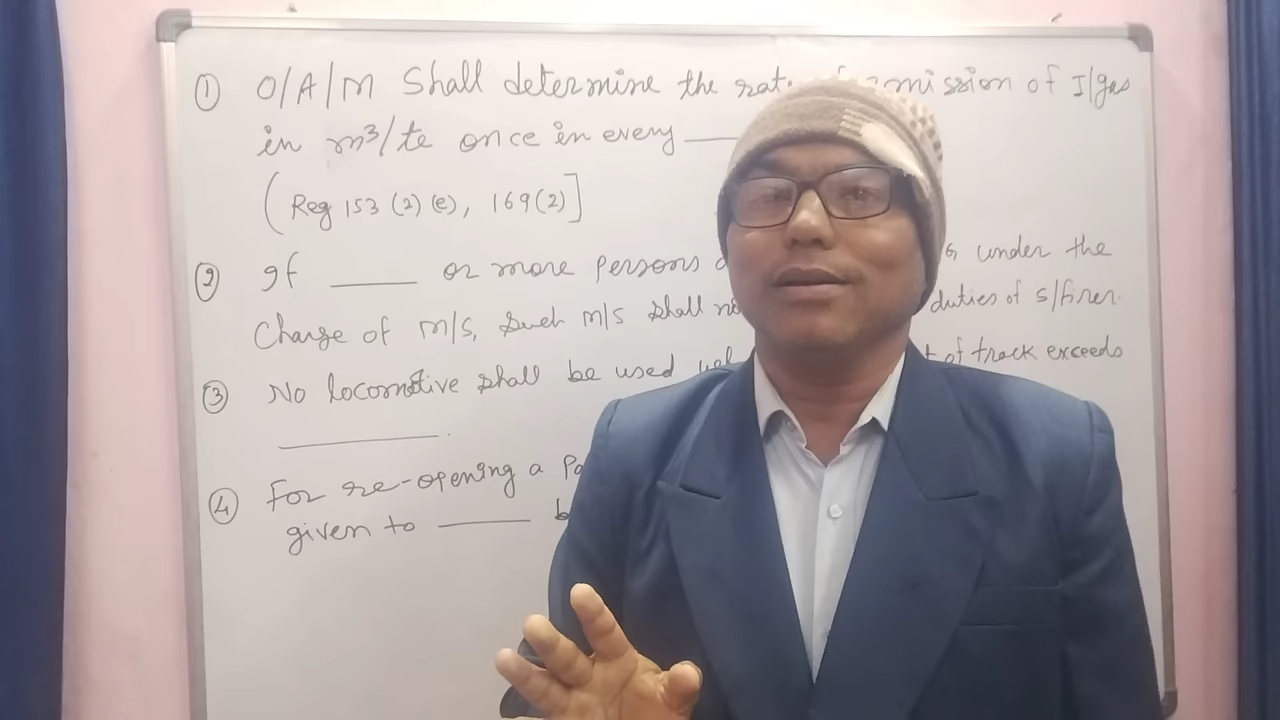 ① O/A/M Shall determine the mission of I/gas
in m³/te once in every ____
(Reg 153 (2) (e), 169(2)]
② If ____ or more persons under the
Charge of M/S, Such M/S shall duties of s/firer.
③ No locomotive shall be used of track exceeds
____.
④ For re-opening a
given to ____